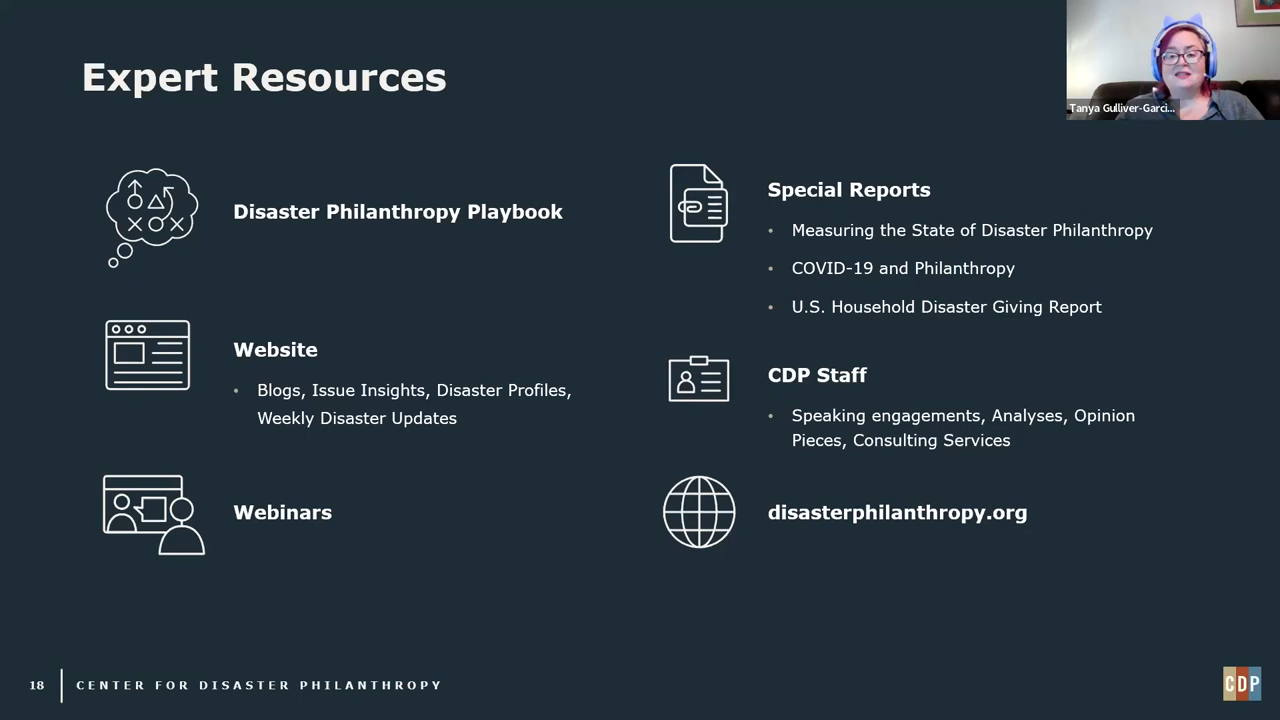 Expert Resources
Tanya Gulliver-Garci...
Disaster Philanthropy Playbook
Website
• Blogs, Issue Insights, Disaster Profiles,
Weekly Disaster Updates
Webinars
Special Reports
• Measuring the State of Disaster Philanthropy
• COVID-19 and Philanthropy
• U.S. Household Disaster Giving Report
CDP Staff
• Speaking engagements, Analyses, Opinion
Pieces, Consulting Services
disasterphilanthropy.org
18
CENTER FOR DISASTER PHILANTHROPY
CDP